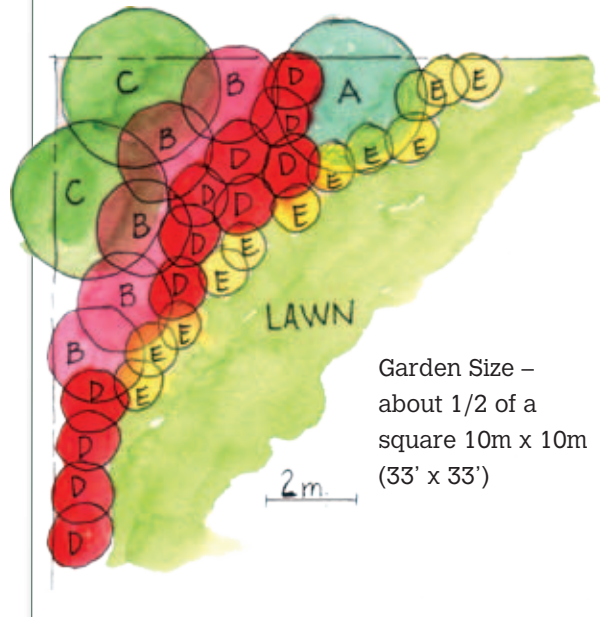 C
B
D
A
E
E
D
B
D
D
E
E
E
C
D
D
E
B
D
E
D
E
B
LAWN
E
B
E
D
E
D
D
D
Garden Size –
about 1/2 of a
square 10m x 10m
(33' x 33')
2m.